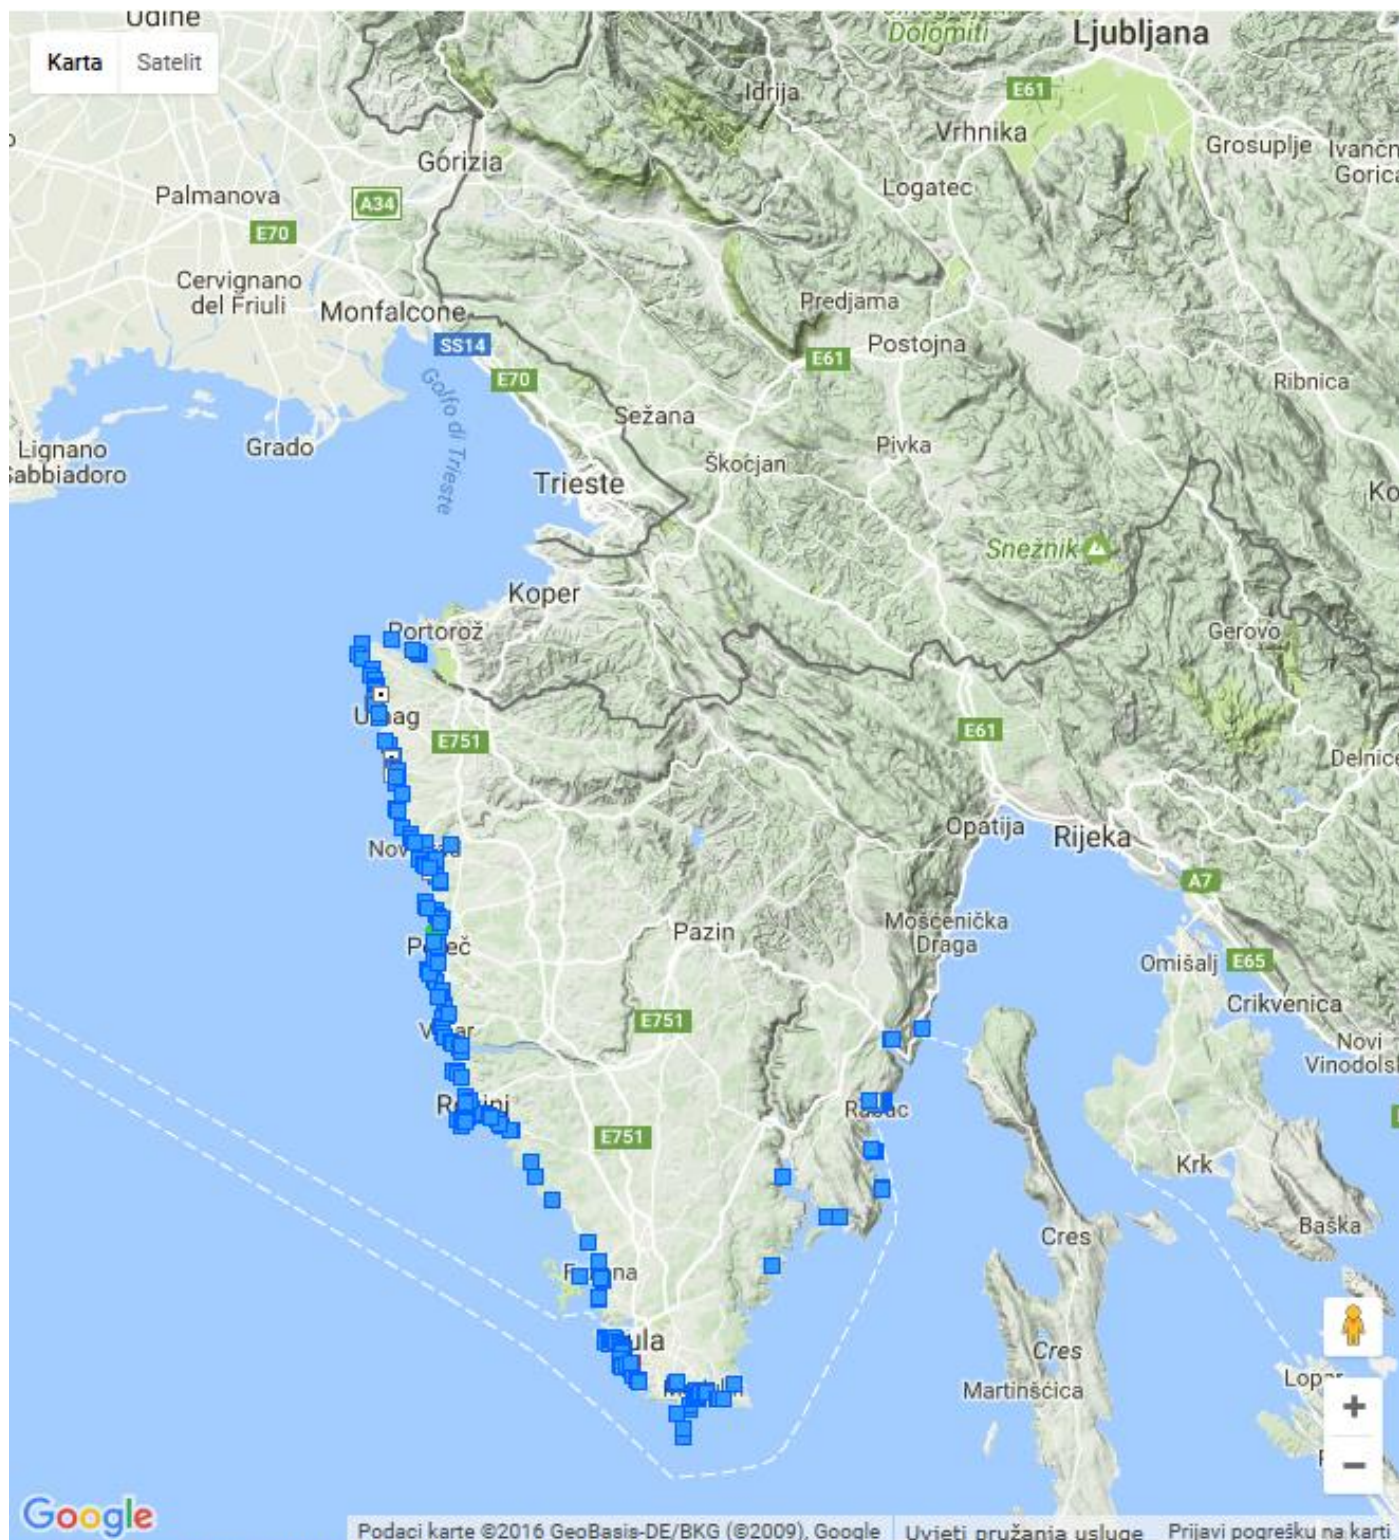 Udine
Karta Satelit
Dolomiti
Ljubljana
Idrija
E61
Vrhnika
Grosuplje
Gorizia
Palmanova
A34
Logatec
E70
Cervignano
del Friuli
Monfalcone
Predjama
SS14
Postojna
E61
E70
Golfo di Trieste
Ribnica
Sežana
Lignano
Grado
Pivka
Škocjan
Trieste
Snežnik
Koper
Portorož
Gerovo
E751
E61
Opatija
Rijeka
A7
Mošćenička
Draga
Pazin
Omišalj
E65
Crikvenica
E751
Novi
E751
Krk
Baška
Cres
Cres
Martinšćica
+
−
Google
Podaci karte ©2016 GeoBasis-DE/BKG (©2009), Google
Uvjeti pružanja usluge
Prijavi pogrešku na karti